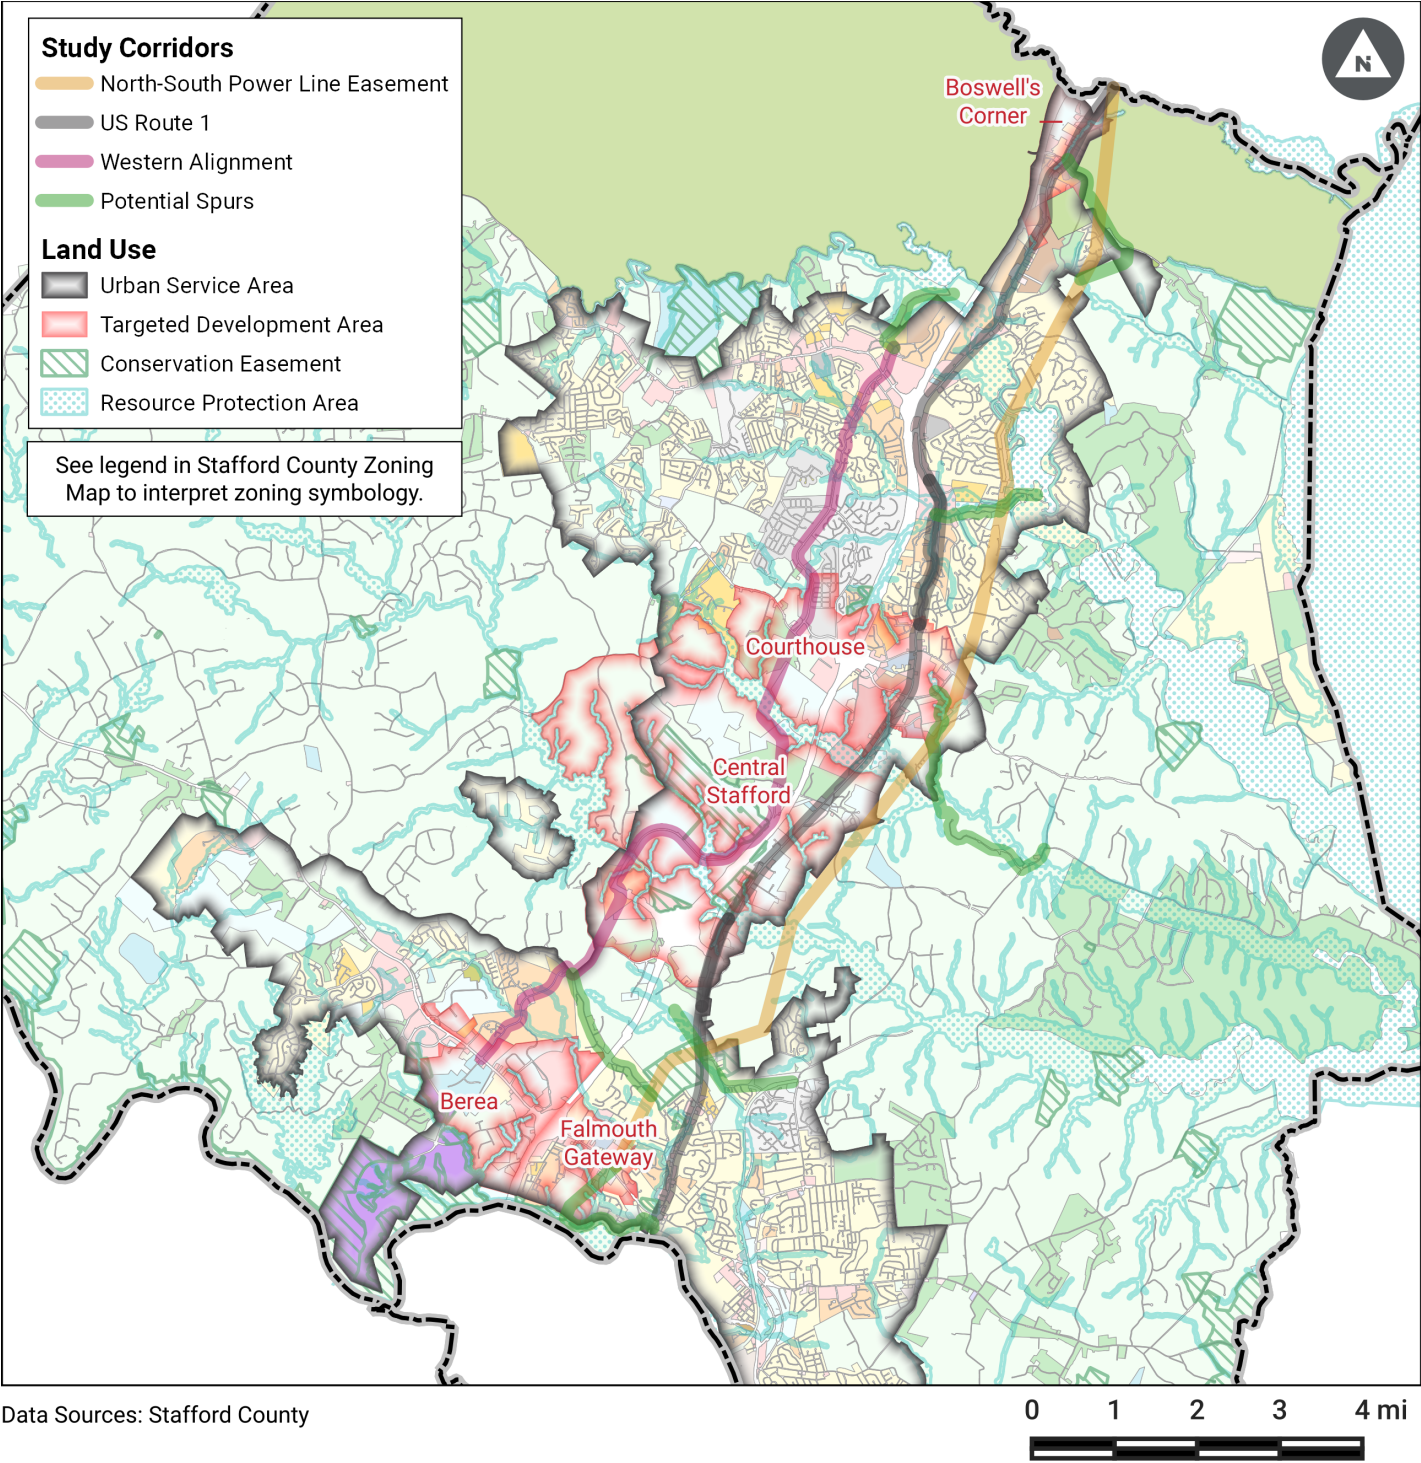 Study Corridors
North-South Power Line Easement
US Route 1
Western Alignment
Potential Spurs
Land Use
Urban Service Area
Targeted Development Area
Conservation Easement
Resource Protection Area
See legend in Stafford County Zoning
Map to interpret zoning symbology.
N
Boswell's
Corner
Courthouse
Central
Stafford
Berea
Falmouth
Gateway
Data Sources: Stafford County
0 1 2 3 4 mi